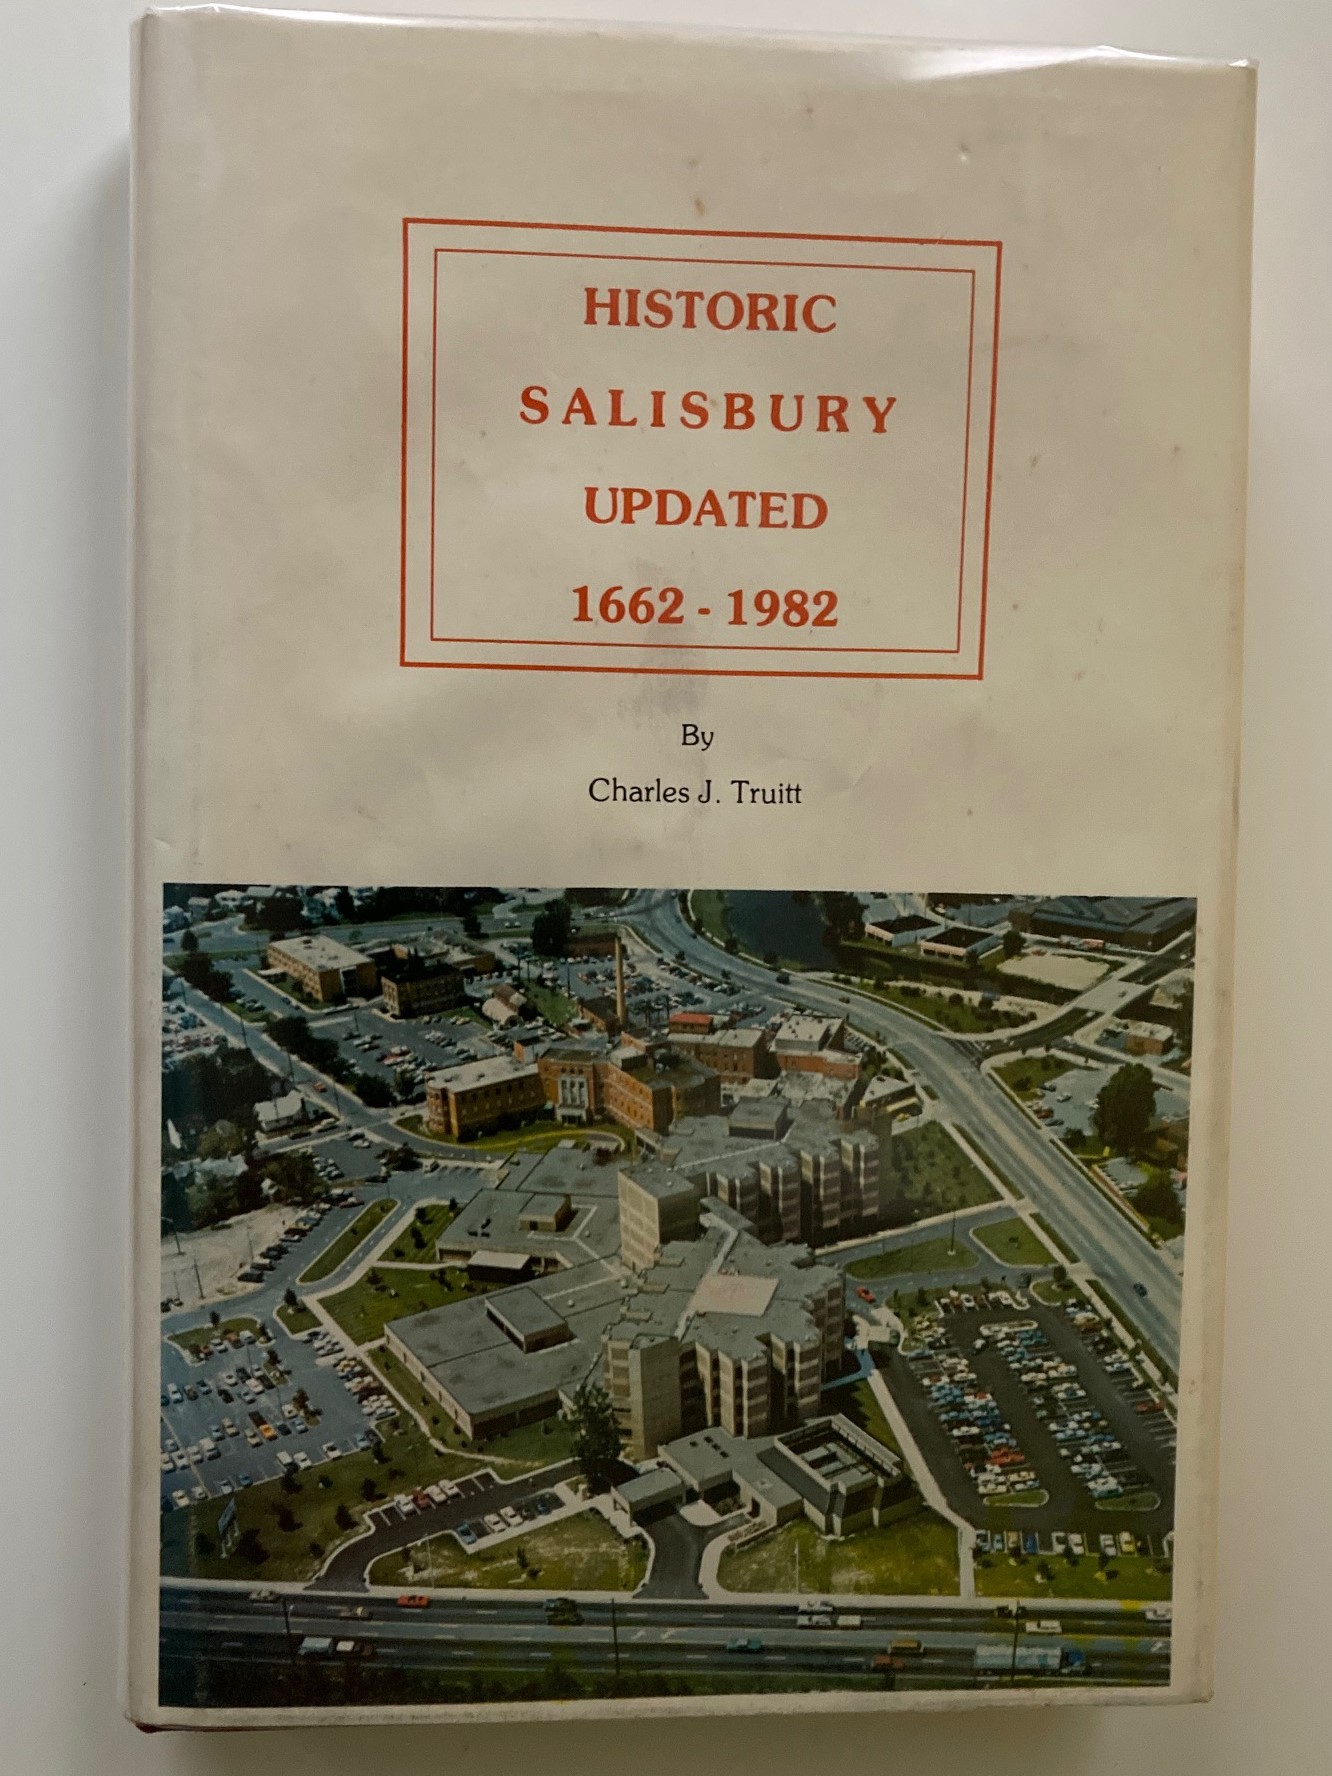 HISTORIC
SALISBURY
UPDATED
1662 - 1982
By
Charles J. Truitt